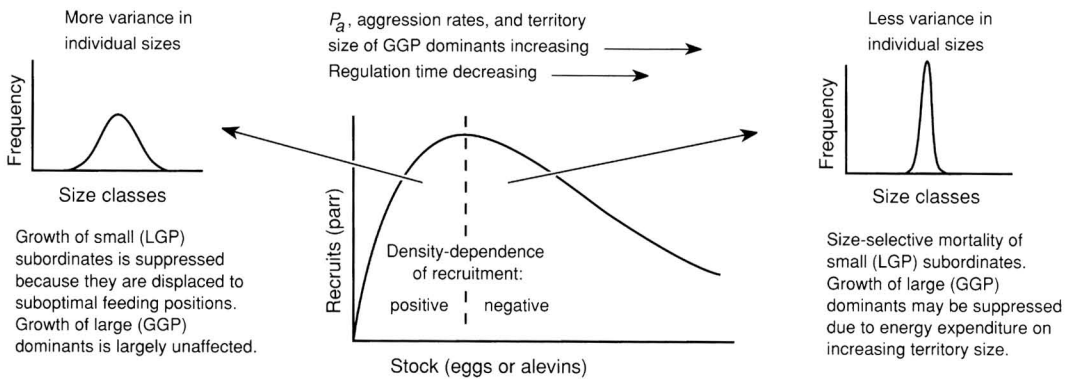 More variance in
individual sizes
Frequency
Size classes
Growth of small (LGP)
subordinates is suppressed
because they are displaced to
suboptimal feeding positions.
Growth of large (GGP)
dominants is largely unaffected.
Pa, aggression rates, and territory
size of GGP dominants increasing
Regulation time decreasing
Recruits (parr)
Density-dependence
of recruitment:
positive negative
Stock (eggs or alevins)
Less variance in
individual sizes
Frequency
Size classes
Size-selective mortality of
small (LGP) subordinates.
Growth of large (GGP)
dominants may be suppressed
due to energy expenditure on
increasing territory size.